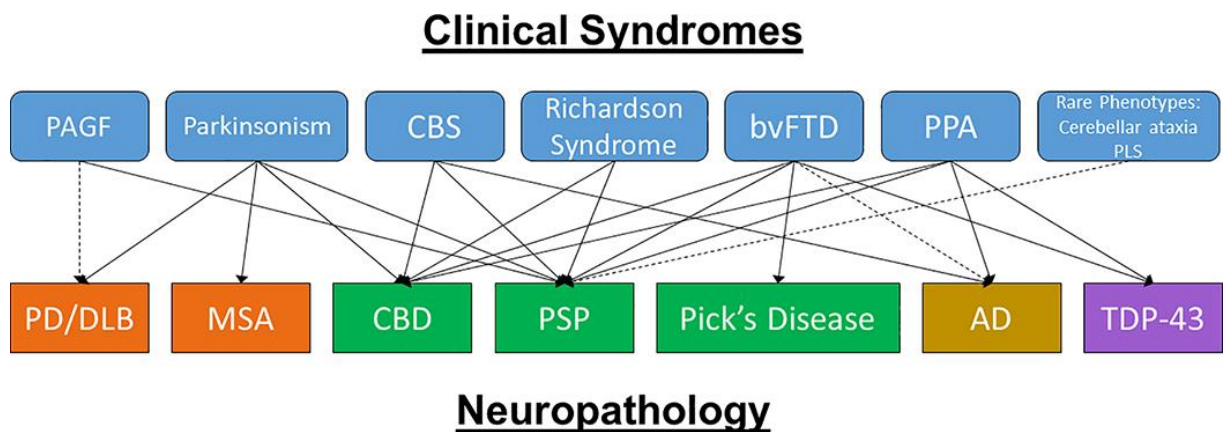 Clinical Syndromes
PAGF
Parkinsonism
CBS
Richardson
Syndrome
bvFTD
PPA
Rare Phenotypes:
Cerebellar ataxia
PLS
PD/DLB
MSA
CBD
PSP
Pick's Disease
AD
TDP-43
Neuropathology